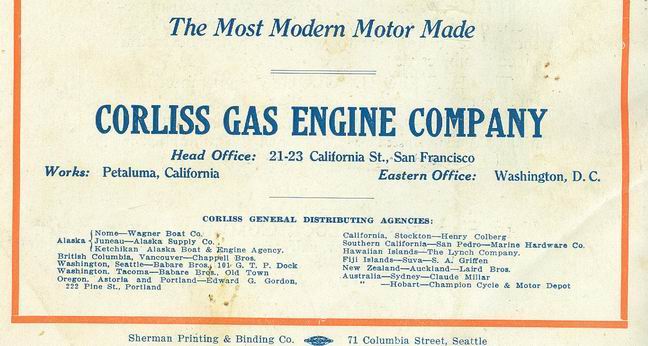 The Most Modern Motor Made
CORLISS GAS ENGINE COMPANY
Head Office: 21-23 California St., San Francisco
Works: Petaluma, California
Eastern Office: Washington, D. C.
CORLISS GENERAL DISTRIBUTING AGENCIES:
Alaska
Nome—Wagner Boat Co.
Juneau—Alaska Supply Co.
Ketchikan Alaska Boat & Engine Agency.
British Columbia, Vancouver—Chappell Bros.
Washington, Seattle—Babare Bros., 101 G. T. P. Dock
Washington, Tacoma—Babare Bros., Old Town
Oregon, Astoria and Portland—Edward G. Gordon,
222 Pine St., Portland
California, Stockton—Henry Colberg
Southern California—San Pedro—Marine Hardware Co.
Hawaiian Islands—The Lynch Company.
Fiji Islands—Suva—S. A. Griffen
New Zealand—Auckland—Laird Bros.
Australia—Sydney—Claude Millar
" —Hobart—Champion Cycle & Motor Depot
Sherman Printing & Binding Co. 71 Columbia Street, Seattle